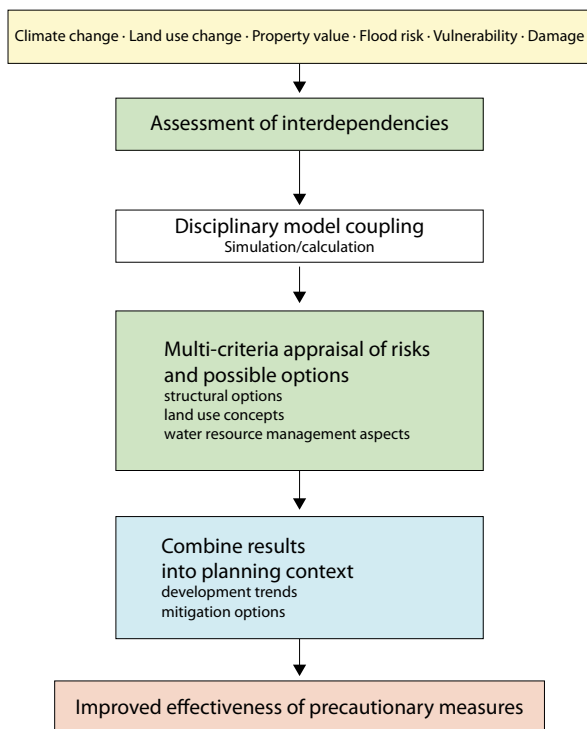 Climate change · Land use change · Property value · Flood risk · Vulnerability · Damage
Assessment of interdependencies
Disciplinary model coupling
Simulation/calculation
Multi-criteria appraisal of risks
and possible options
structural options
land use concepts
water resource management aspects
Combine results
into planning context
development trends
mitigation options
Improved effectiveness of precautionary measures